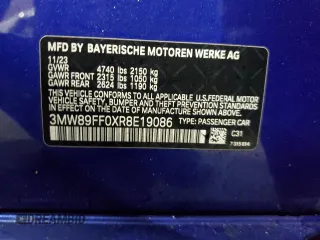 MFD BY BAYERISCHE MOTOREN WERKE AG
11/23
GVWR 4740 lbs 2150 kg
GAWR FRONT 2315 lbs 1050 kg
GAWR REAR 2624 lbs 1190 kg
THIS VEHICLE CONFORMS TO ALL APPLICABLE
FEDERAL MOTOR VEHICLE SAFETY, BUMPER,
AND THEFT PREVENTION STANDARDS
IN EFFECT ON THE DATE OF MANUFACTURE SHOWN ABOVE.
3MW89FF0XR8E19086 TYPE: PASSENGER CAR
C31